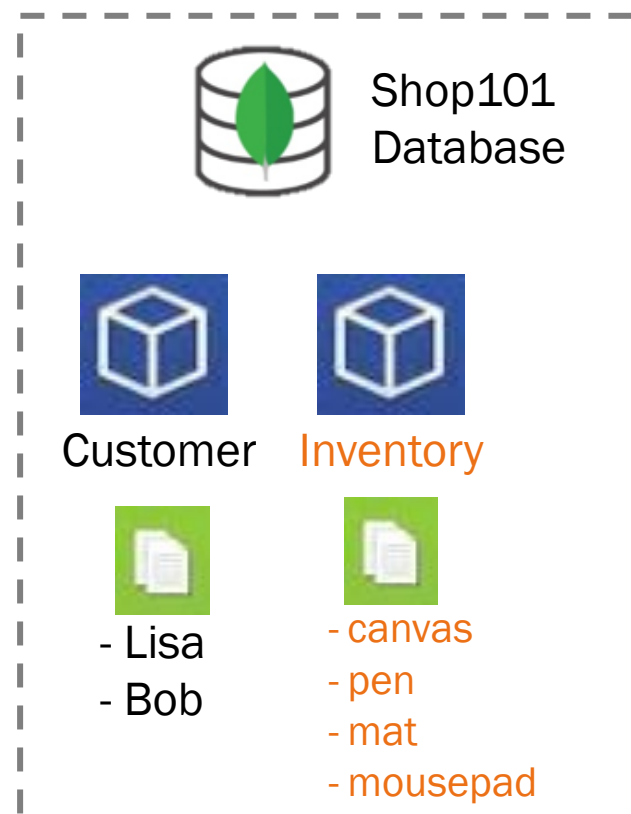 Shop101
Database
Customer
Inventory
- Lisa
- Bob
- canvas
- pen
- mat
- mousepad